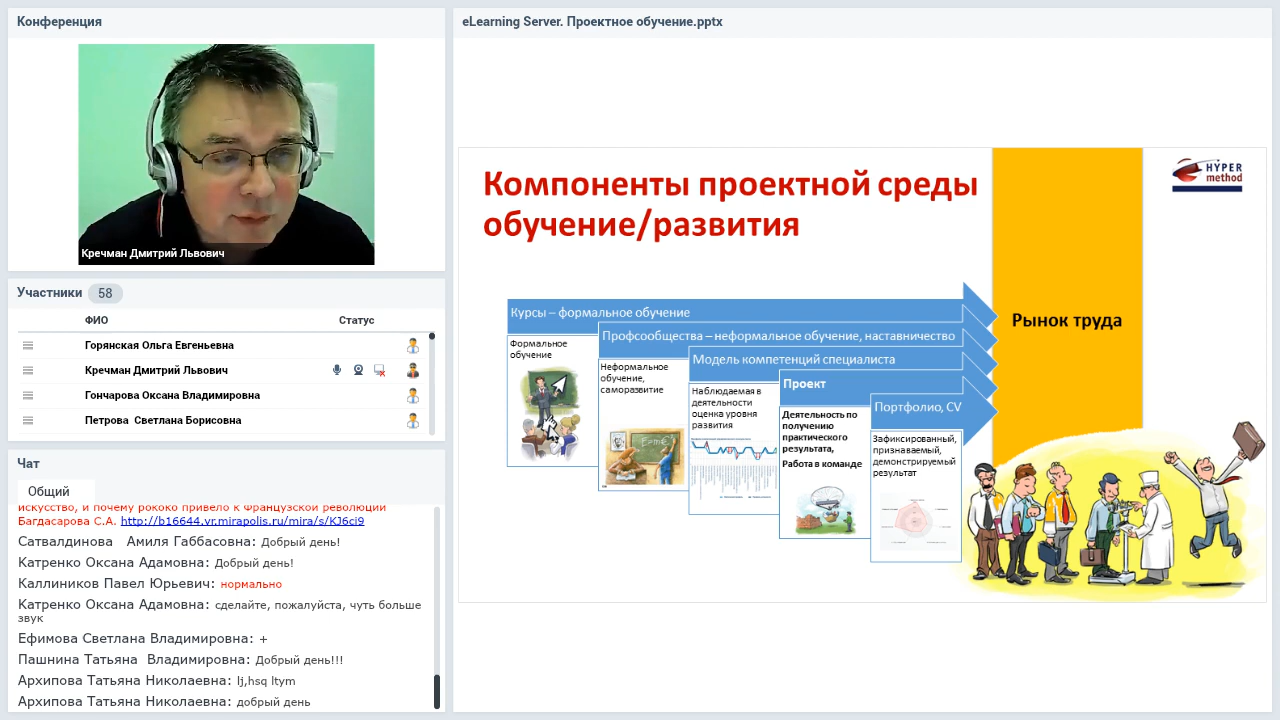 Конференция
Кречман Дмитрий Львович
Участники 58
ФИО Статус
Горянская Ольга Евгеньевна
Кречман Дмитрий Львович
Гончарова Оксана Владимировна
Петрова Светлана Борисовна
Чат
Общий
искусство, и почему рококо привело к Французской революции
Багдасарова С.А. http://b16644.vr.mirapolis.ru/mira/s/KJ6ci9
Сатвалдинова Амиля Габбасовна: Добрый день!
Катренко Оксана Адамовна: Добрый день!
Каллиников Павел Юрьевич: нормально
Катренко Оксана Адамовна: сделайте, пожалуйста, чуть больше
звук
Ефимова Светлана Владимировна: +
Пашнина Татьяна Владимировна: Добрый день!!!
Архипова Татьяна Николаевна: lj,hsq ltym
Архипова Татьяна Николаевна: добрый день
eLearning Server. Проектное обучение.pptx
Компоненты проектной среды
обучение/развития
HYPER
method
Курсы – формальное обучение
Профсообщества – неформальное обучение, наставничество
Модель компетенций специалиста
Проект
Портфолио, CV
Рынок труда
Формальное
обучение
Неформальное
обучение,
саморазвитие
Наблюдаемая в
деятельности
оценка уровня
развития
Деятельность по
получению
практического
результата,
Работа в команде
Зафиксированный,
признаваемый,
демонстрируемый
результат